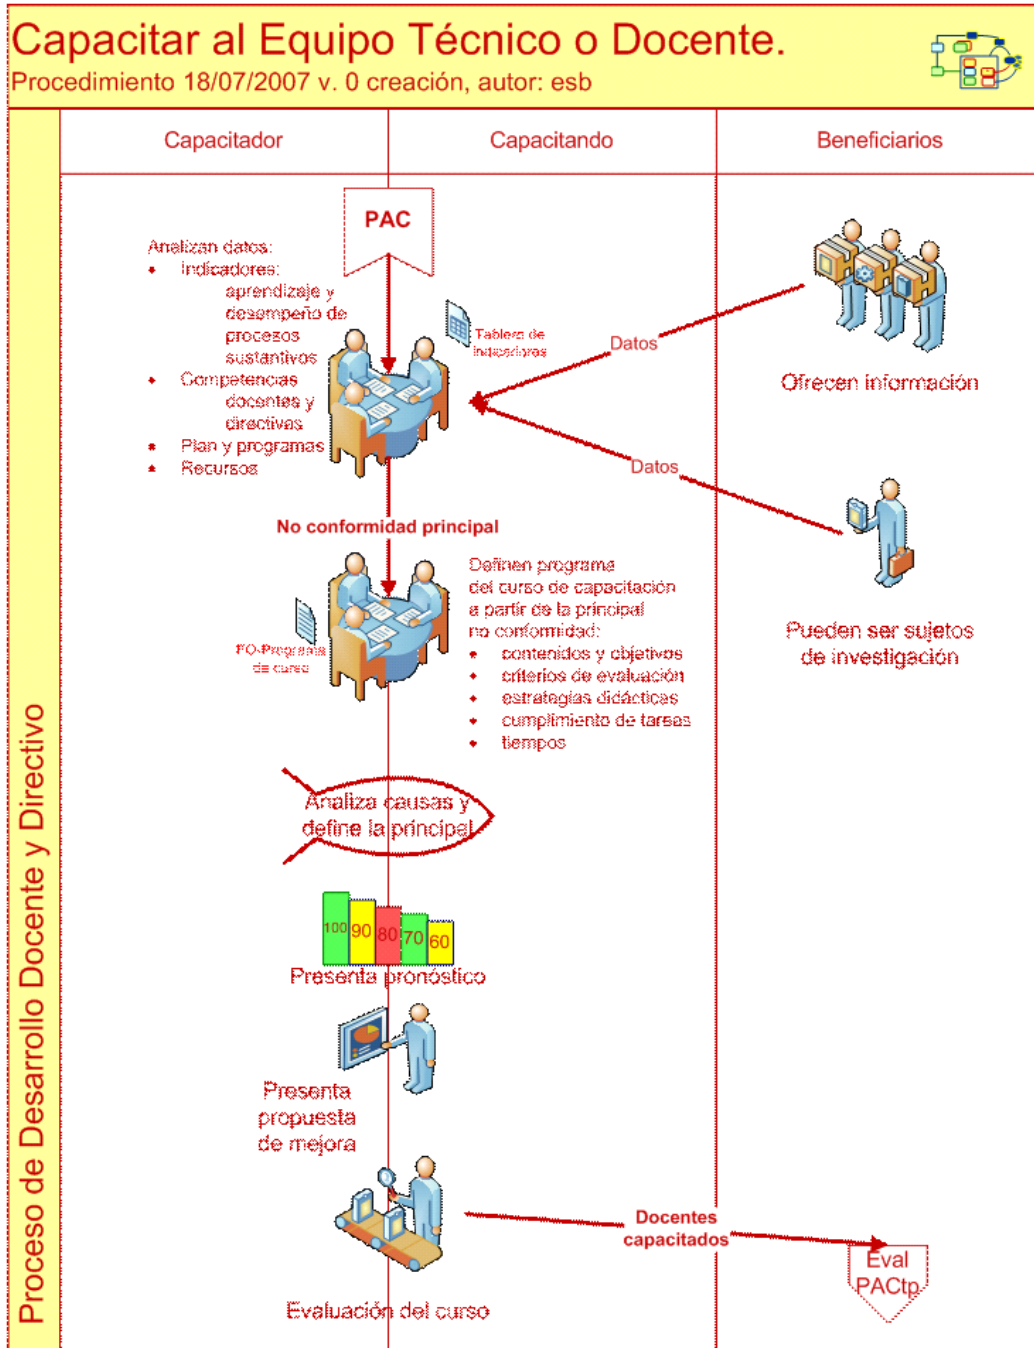 Capacitar al Equipo Técnico o Docente.
Procedimiento 18/07/2007 v. 0 creación, autor: esb
Proceso de Desarrollo Docente y Directivo
Capacitador
Capacitando
Beneficiarios
PAC
Analizan datos:
• Indicadores:
aprendizaje y
desempeño de
procesos
sustantivos
• Competencias
docentes y
directivas
• Plan y programas
• Recursos
Tablero de
indicadores
Datos
Ofrecen información
Datos
Pueden ser sujetos
de investigación
No conformidad principal
FO-Programa
de curso
Definen programa
del curso de capacitación
a partir de la principal
no conformidad:
• contenidos y objetivos
• criterios de evaluación
• estrategias didácticas
• cumplimiento de tareas
• tiempos
Analiza causas y
define la principal
100 90 80 70 60
Presenta pronóstico
Presenta
propuesta
de mejora
Evaluación del curso
Docentes
capacitados
Eval
PACtp